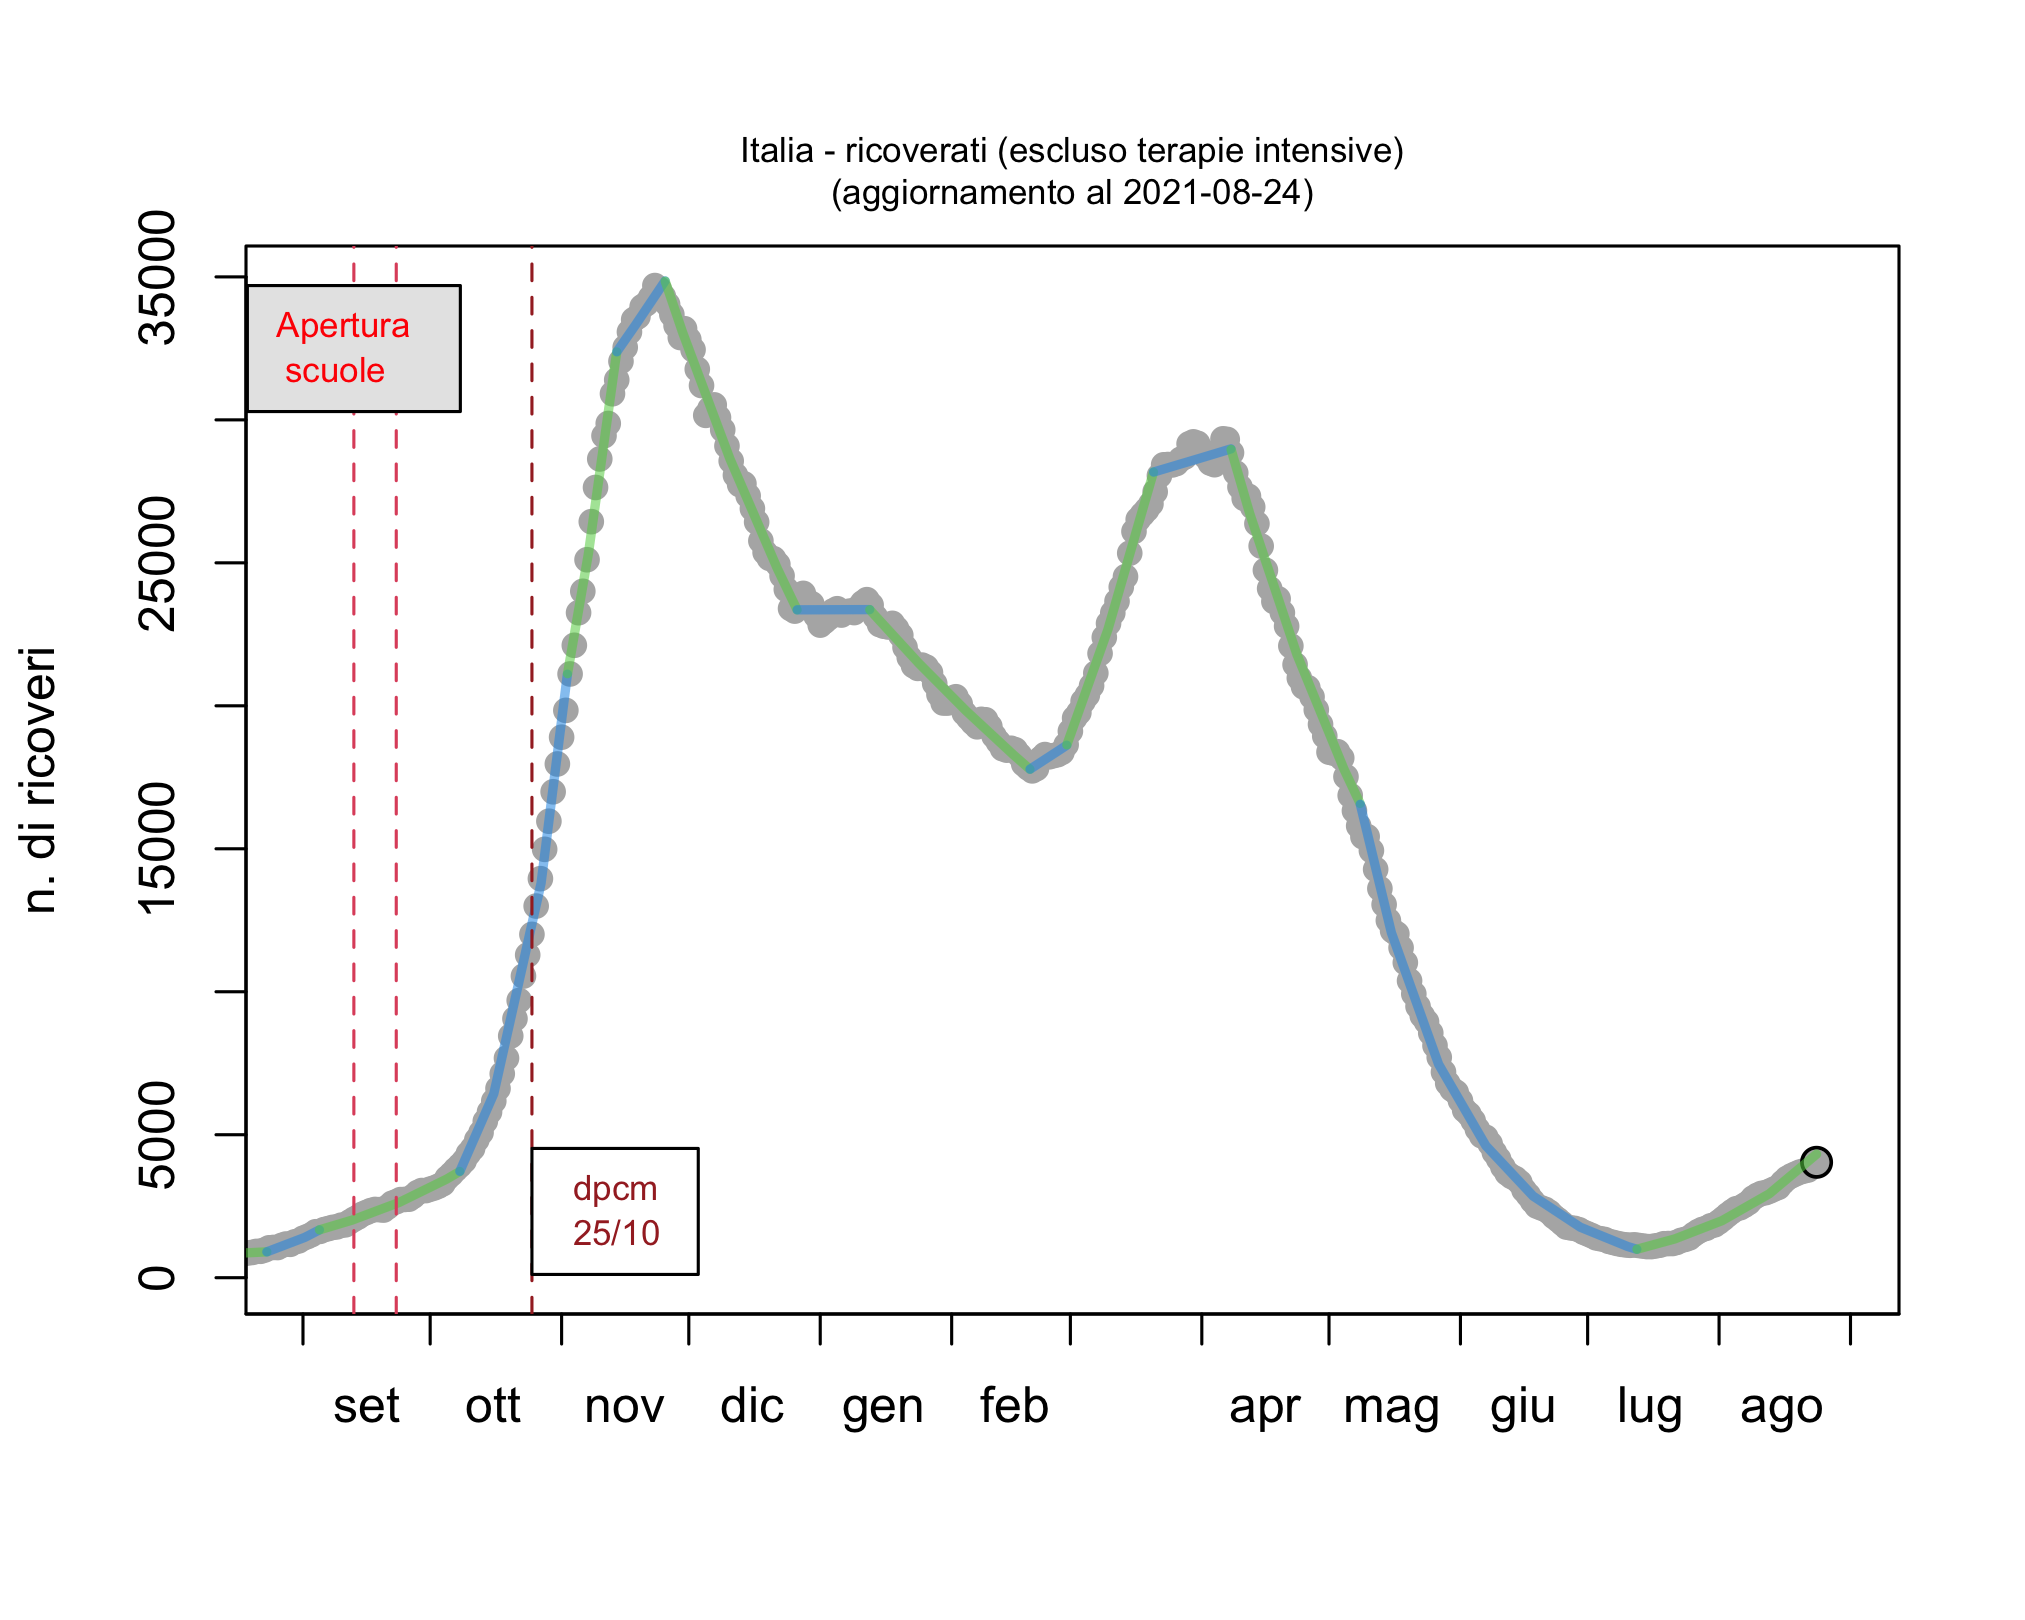 Italia - ricoverati (escluso terapie intensive)
(aggiornamento al 2021-08-24)
n. di ricoveri
35000
25000
15000
5000
0
Apertura
scuole
dpcm
25/10
set ott nov dic gen feb apr mag giu lug ago